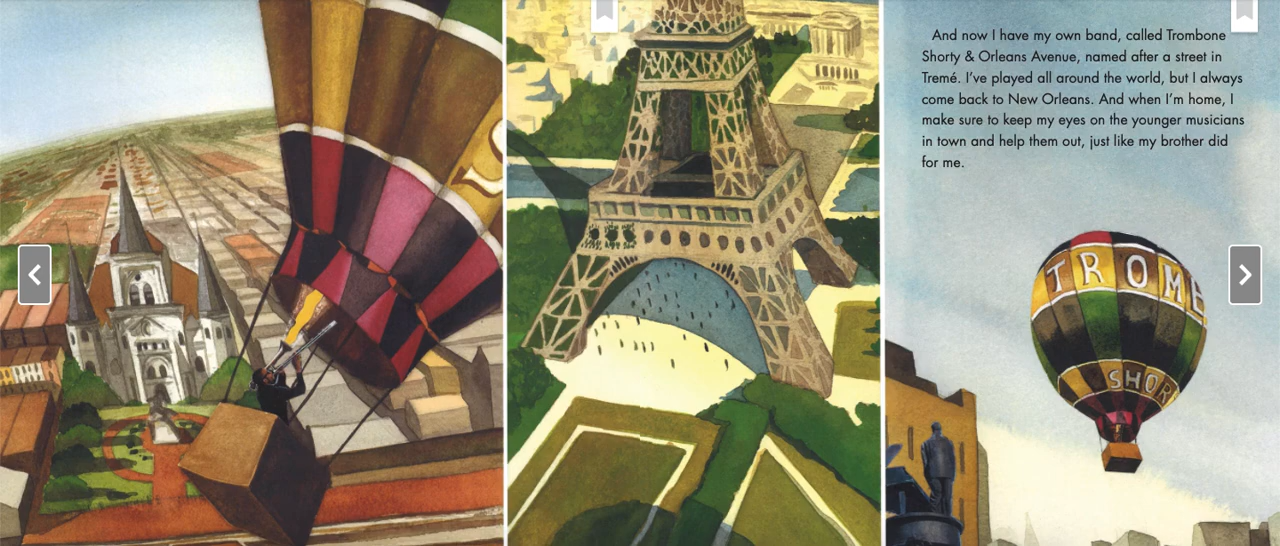 And now I have my own band, called Trombone
Shorty & Orleans Avenue, named after a street in
Tremé. I’ve played all around the world, but I always
come back to New Orleans. And when I’m home, I
make sure to keep my eyes on the younger musicians
in town and help them out, just like my brother did
for me.
TROMB
SHOR